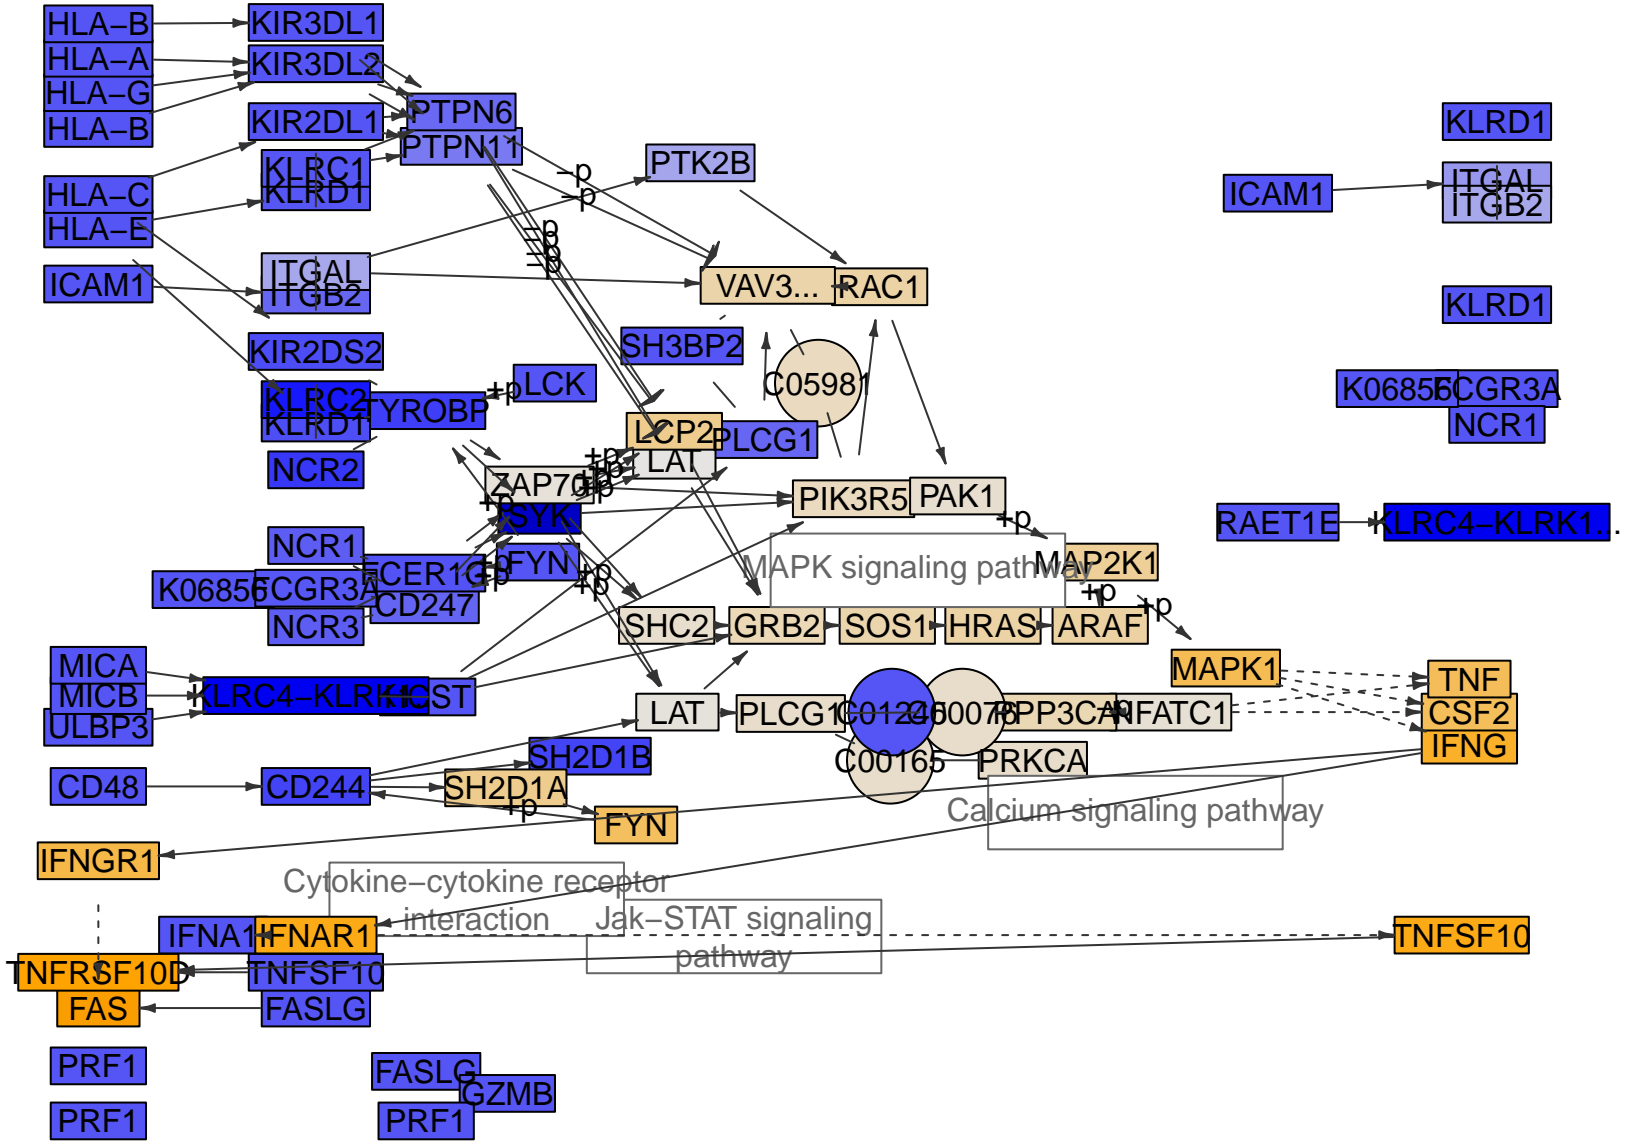 HLA−B
KIR3DL1
HLA−A
KIR3DL2
HLA−G
HLA−B
KIR2DL1
PTPN6
PTPN11
KLRD1
KLRC1
KLRD1
PTK2B
−p
−p
ITGAL
ITGB2
ICAM1
HLA−C
HLA−E
−p
−p
−p
ITGAL
ITGB2
ICAM1
VAV3...
RAC1
KLRD1
KIR2DS2
SH3BP2
C05981
LCK
+p
KLRC2
KLRD1
TYROBP
K06856
FCGR3A
NCR1
LCP2
PLCG1
LAT
NCR2
+p
+p
+p
+p
ZAP70
SYK
+p
PIK3R5
PAK1
+p
RAET1E
KLRC4−KLRK1...
NCR1
FCER1G
FYN
+p
+p
+p
+p
MAPK signaling pathway
MAP2K1
K06856
FCGR3A
CD247
NCR3
+p
+p
SHC2
GRB2
SOS1
HRAS
ARAF
MICA
MICB
ULBP3
KLRC4−KLRK1
HCST
MAPK1
TNF
CSF2
IFNG
LAT
PLCG1
C01245
C00076
PPP3CA
−p
NFATC1
C00165
PRKCA
SH2D1B
CD48
CD244
SH2D1A
+p
FYN
Calcium signaling pathway
IFNGR1
Cytokine−cytokine receptor
interaction
Jak−STAT signaling
pathway
IFNA1
IFNAR1
TNFSF10
TNFRSF10D
TNFSF10
FAS
FASLG
PRF1
FASLG
GZMB
PRF1
PRF1